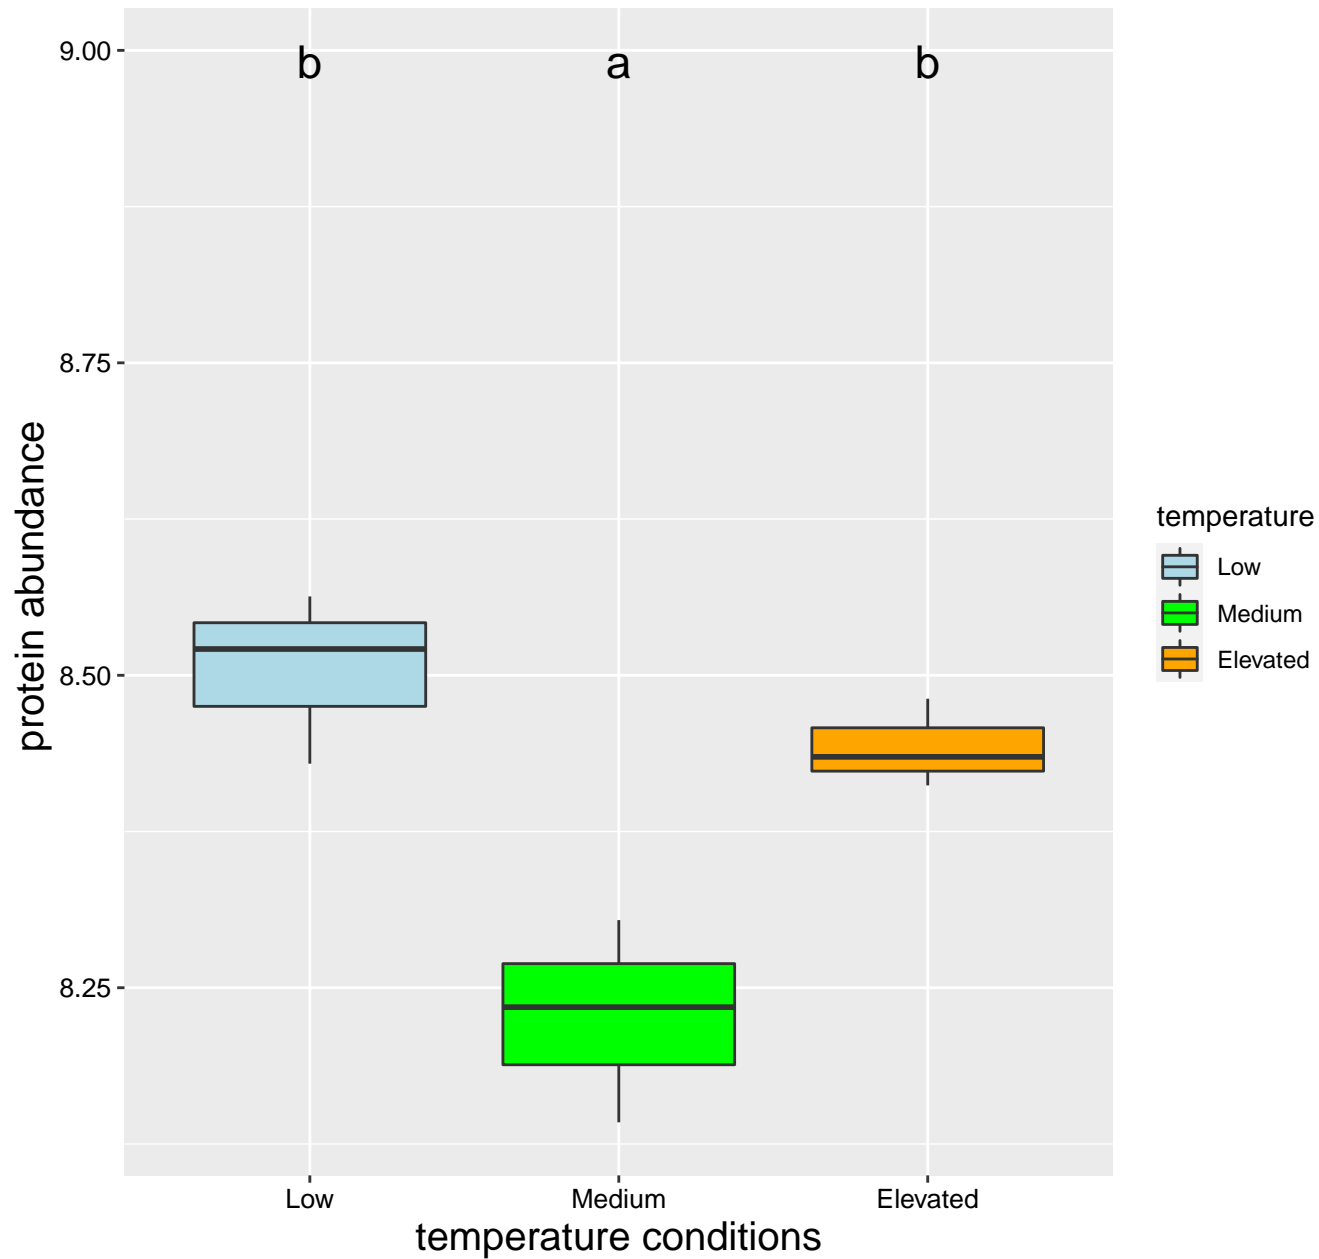 b a b
9.00
8.75
8.50
8.25
protein abundance
Low Medium Elevated
temperature conditions
temperature
Low
Medium
Elevated